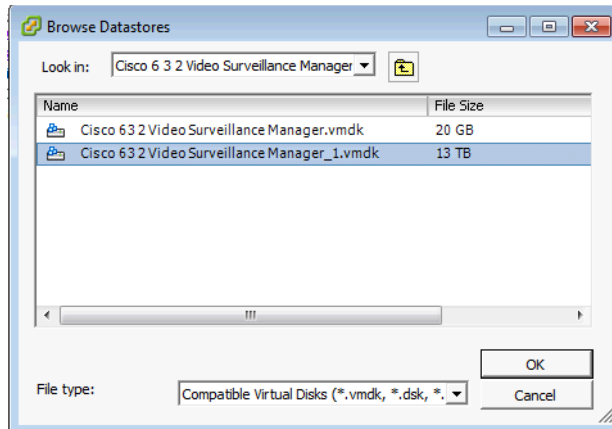 Browse Datastores
Look in: Cisco 6 3 2 Video Surveillance Manager
Name File Size
Cisco 6 3 2 Video Surveillance Manager.vmdk 20 GB
Cisco 6 3 2 Video Surveillance Manager_1.vmdk 13 TB
OK
File type: Compatible Virtual Disks (*.vmdk, *.dsk, *.
Cancel